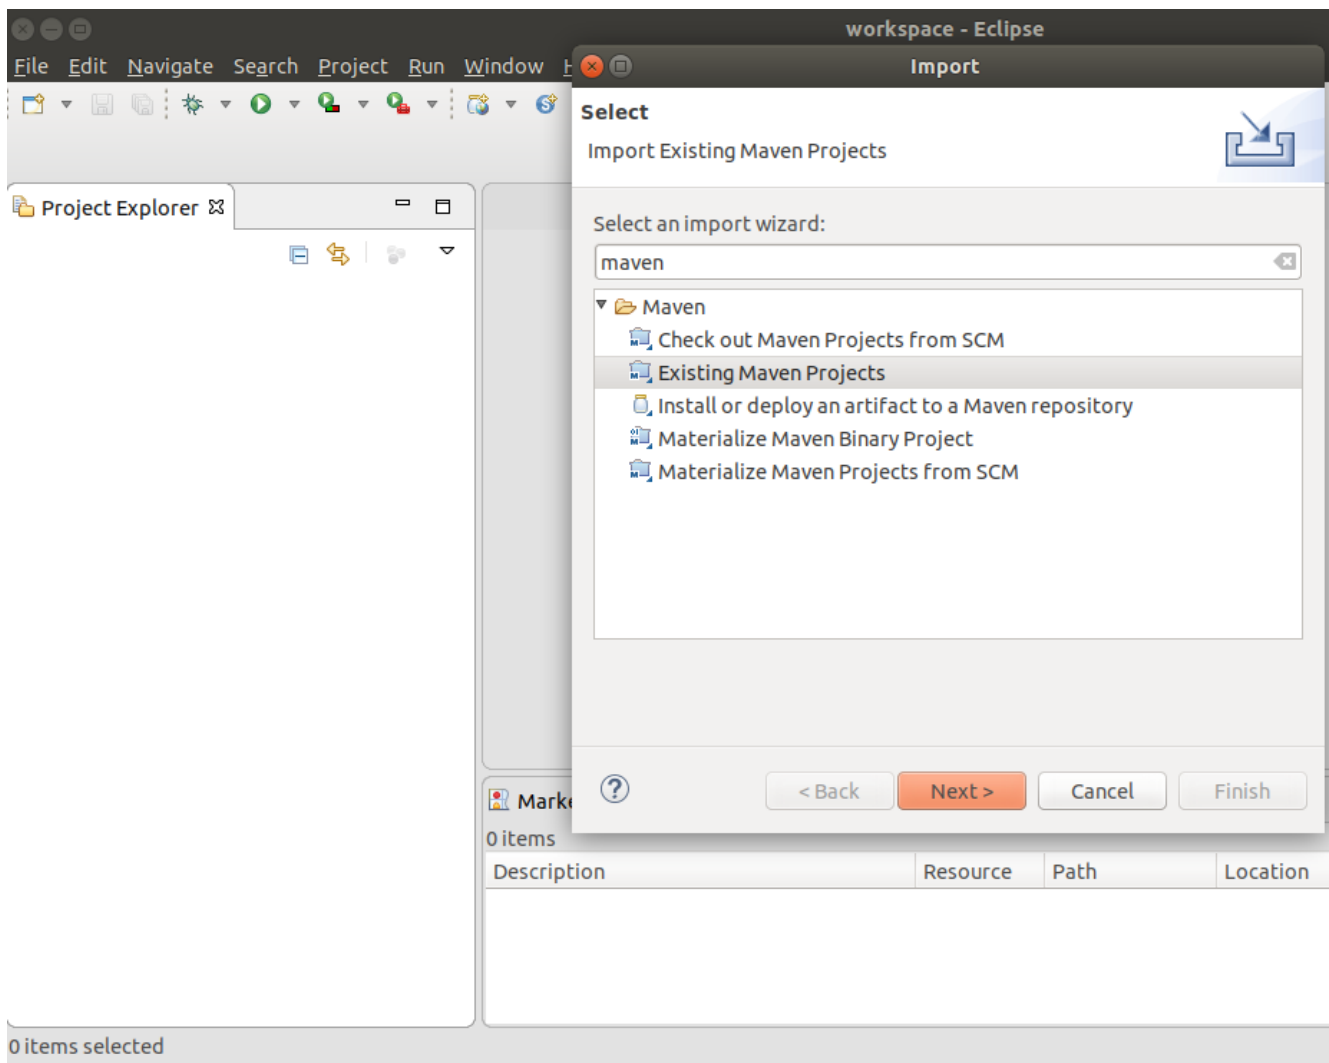 workspace - Eclipse
File Edit Navigate Search Project Run Window
Import
Select
Import Existing Maven Projects
Project Explorer
Select an import wizard:
maven
Maven
Check out Maven Projects from SCM
Existing Maven Projects
Install or deploy an artifact to a Maven repository
Materialize Maven Binary Project
Materialize Maven Projects from SCM
< Back Next > Cancel Finish
0 items
Description Resource Path Location
0 items selected